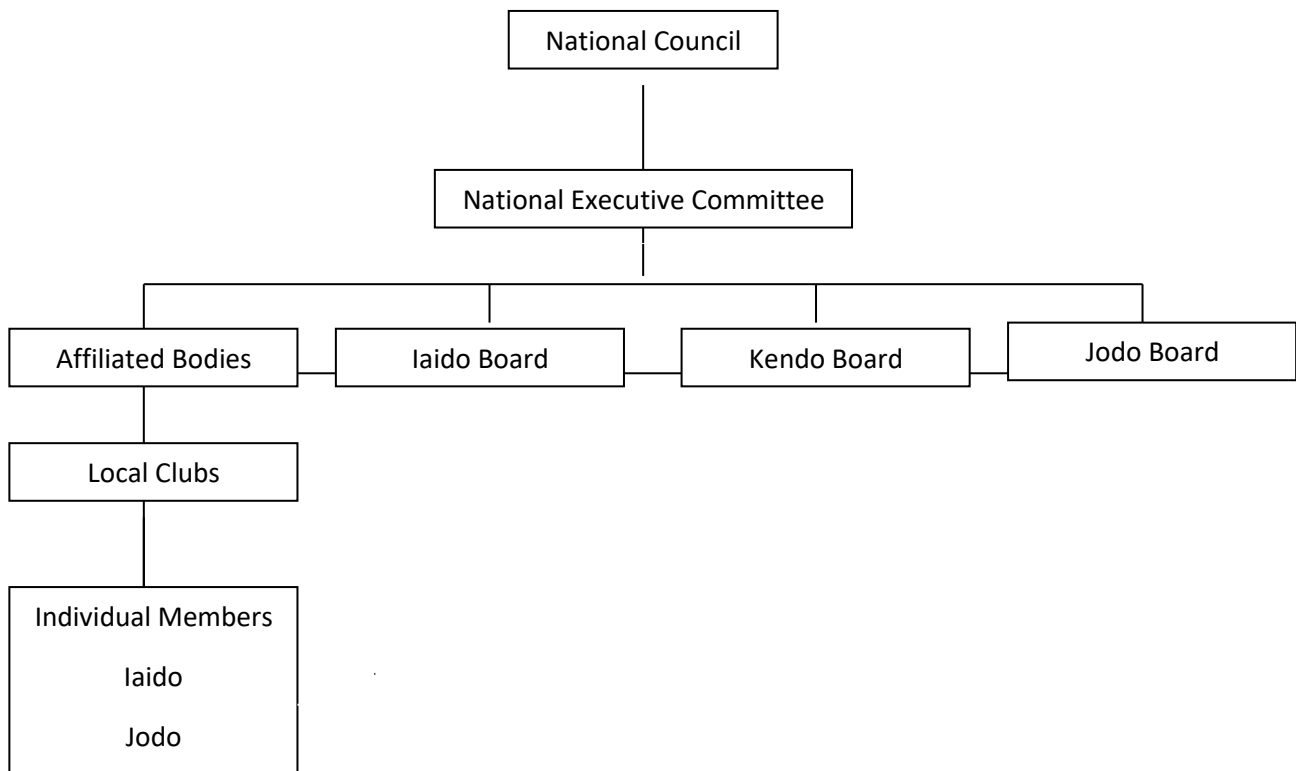 National Council
National Executive Committee
Affiliated Bodies
Iaido Board
Kendo Board
Jodo Board
Local Clubs
Individual Members
Iaido
Jodo